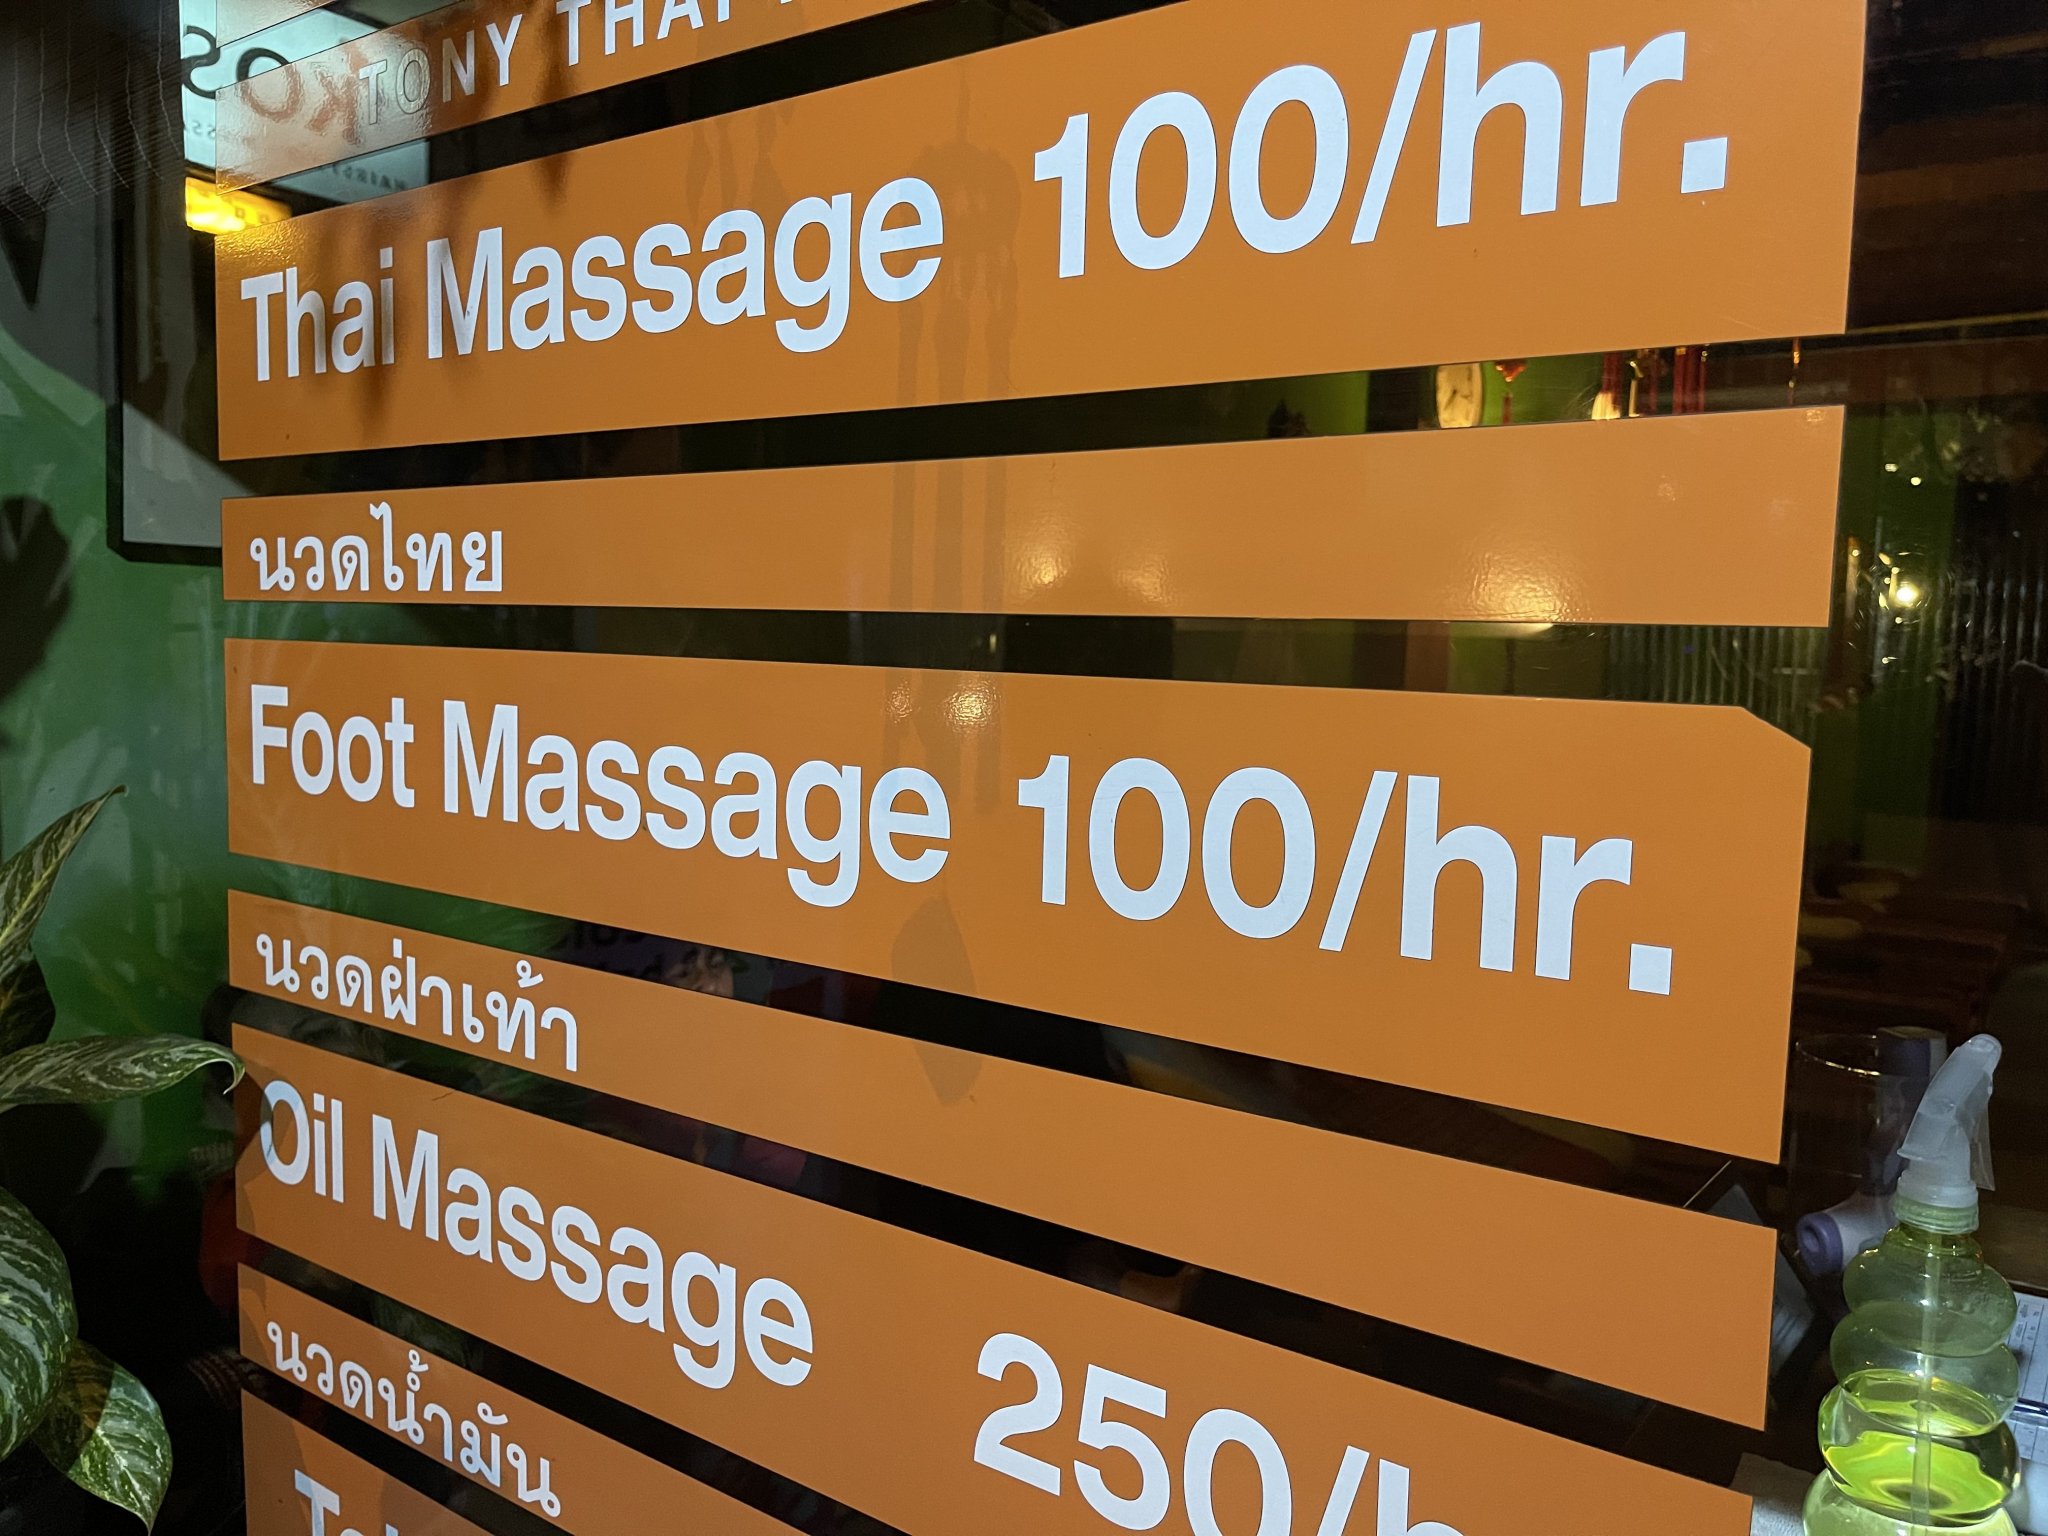 TONY THAI
Thai Massage 100/hr.
นวดไทย
Foot Massage 100/hr.
นวดฝ่าเท้า
Oil Massage 250/h
นวดน้ำมัน